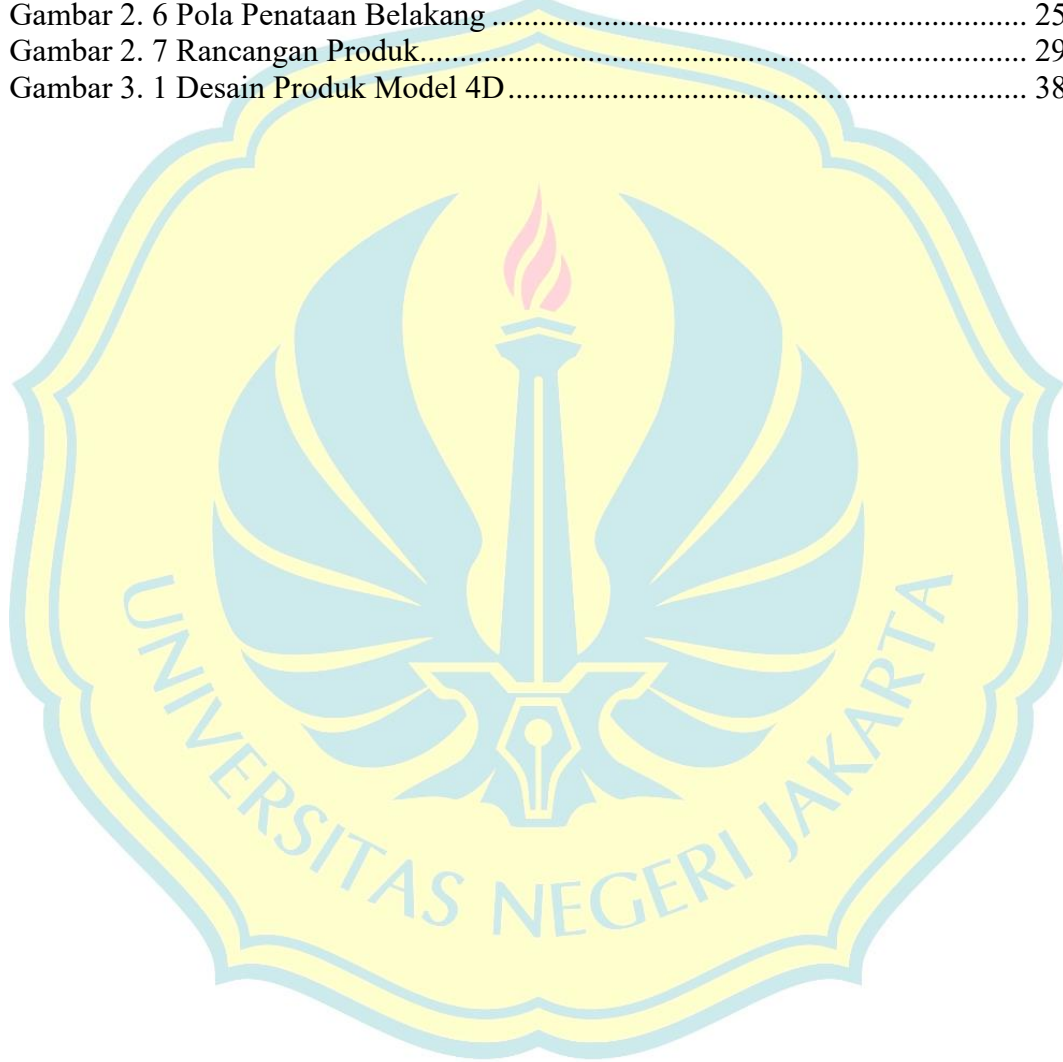 Gambar 2. 6 Pola Penataan Belakang ........................................................................... 25
Gambar 2. 7 Rancangan Produk..................................................................................... 29
Gambar 3. 1 Desain Produk Model 4D ......................................................................... 38
UNIVERSITAS NEGERI JAKARTA